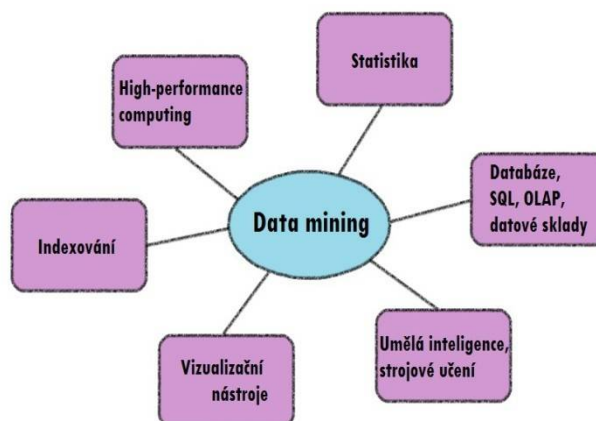 Statistika
High-performance
computing
Databáze,
SQL, OLAP,
datové sklady
Data mining
Indexování
Umělá inteligence,
strojové učení
Vizualizační
nástroje